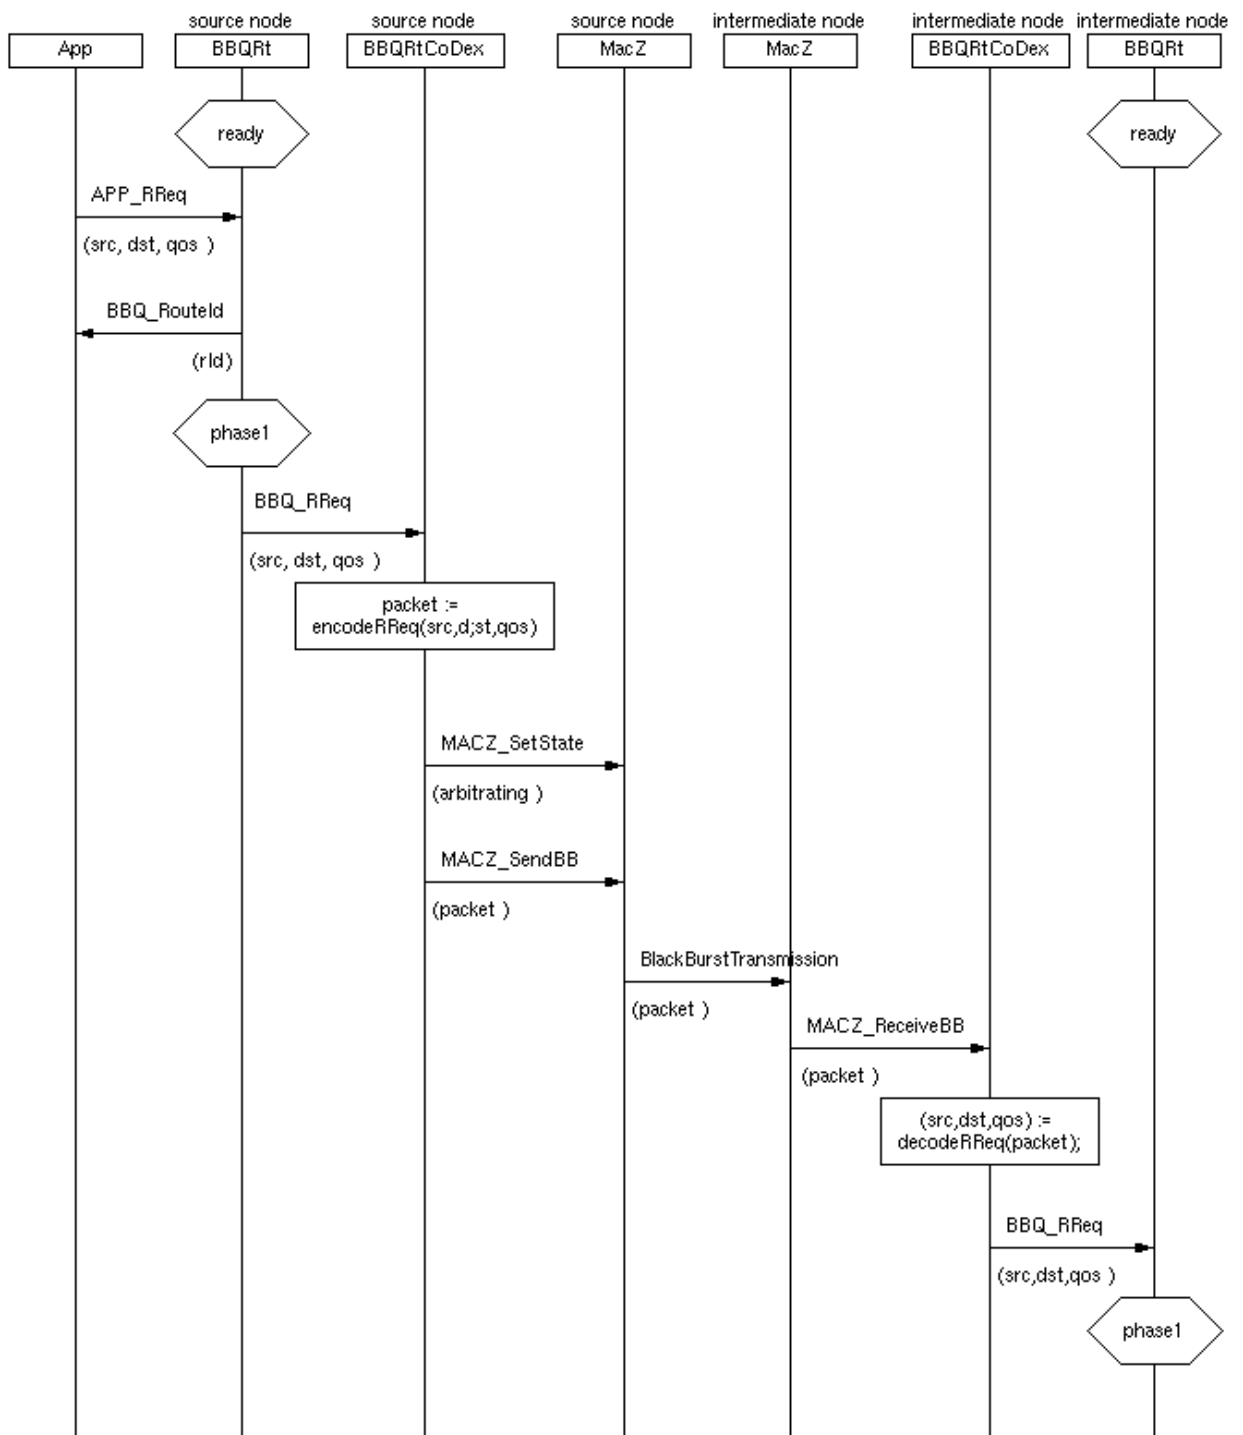 source node
source node
source node
intermediate node
intermediate node
intermediate node
App
BBQRt
BBQRtCoDex
MacZ
MacZ
BBQRtCoDex
BBQRt
ready
ready
APP_RReq
(src, dst, qos )
BBQ_RouteId
(rId)
phase1
BBQ_RReq
(src, dst, qos )
packet :=
encodeRReq(src,d;st,qos)
MACZ_SetState
(arbitrating )
MACZ_SendBB
(packet )
BlackBurstTransmission
(packet )
MACZ_ReceiveBB
(packet )
(src,dst,qos) :=
decodeRReq(packet);
BBQ_RReq
(src,dst,qos )
phase1